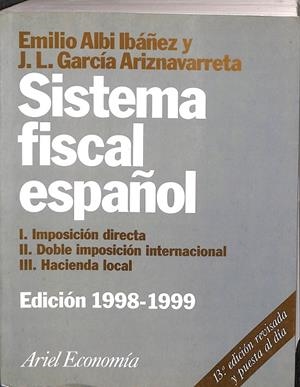 Emilio Albi Ibáñez y
J. L. García Ariznavarreta
Sistema
fiscal
español
I. Imposición directa
II. Doble imposición internacional
III. Hacienda local
Edición 1998-1999
13.ª edición revisada
y puesta al día
Ariel Economía